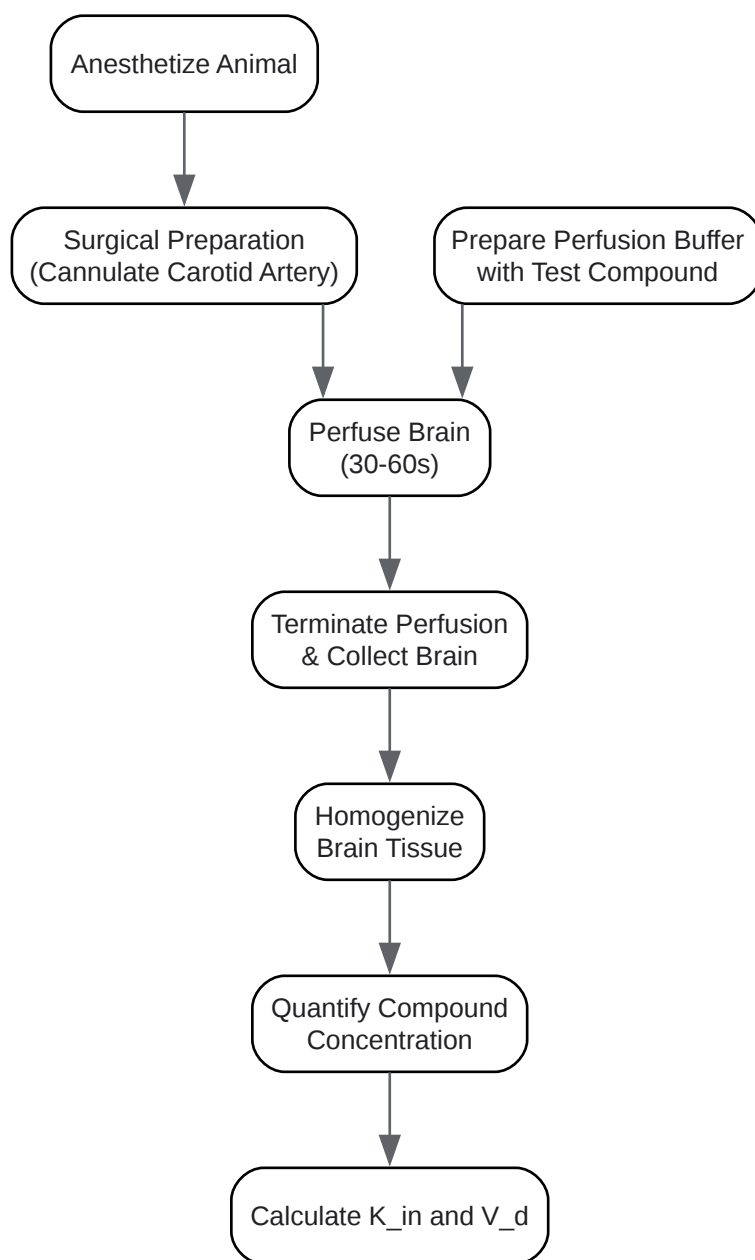 Anesthetize Animal
Surgical Preparation
(Cannulate Carotid Artery)
Prepare Perfusion Buffer
with Test Compound
Perfuse Brain
(30-60s)
Terminate Perfusion
& Collect Brain
Homogenize
Brain Tissue
Quantify Compound
Concentration
Calculate K_in and V_d